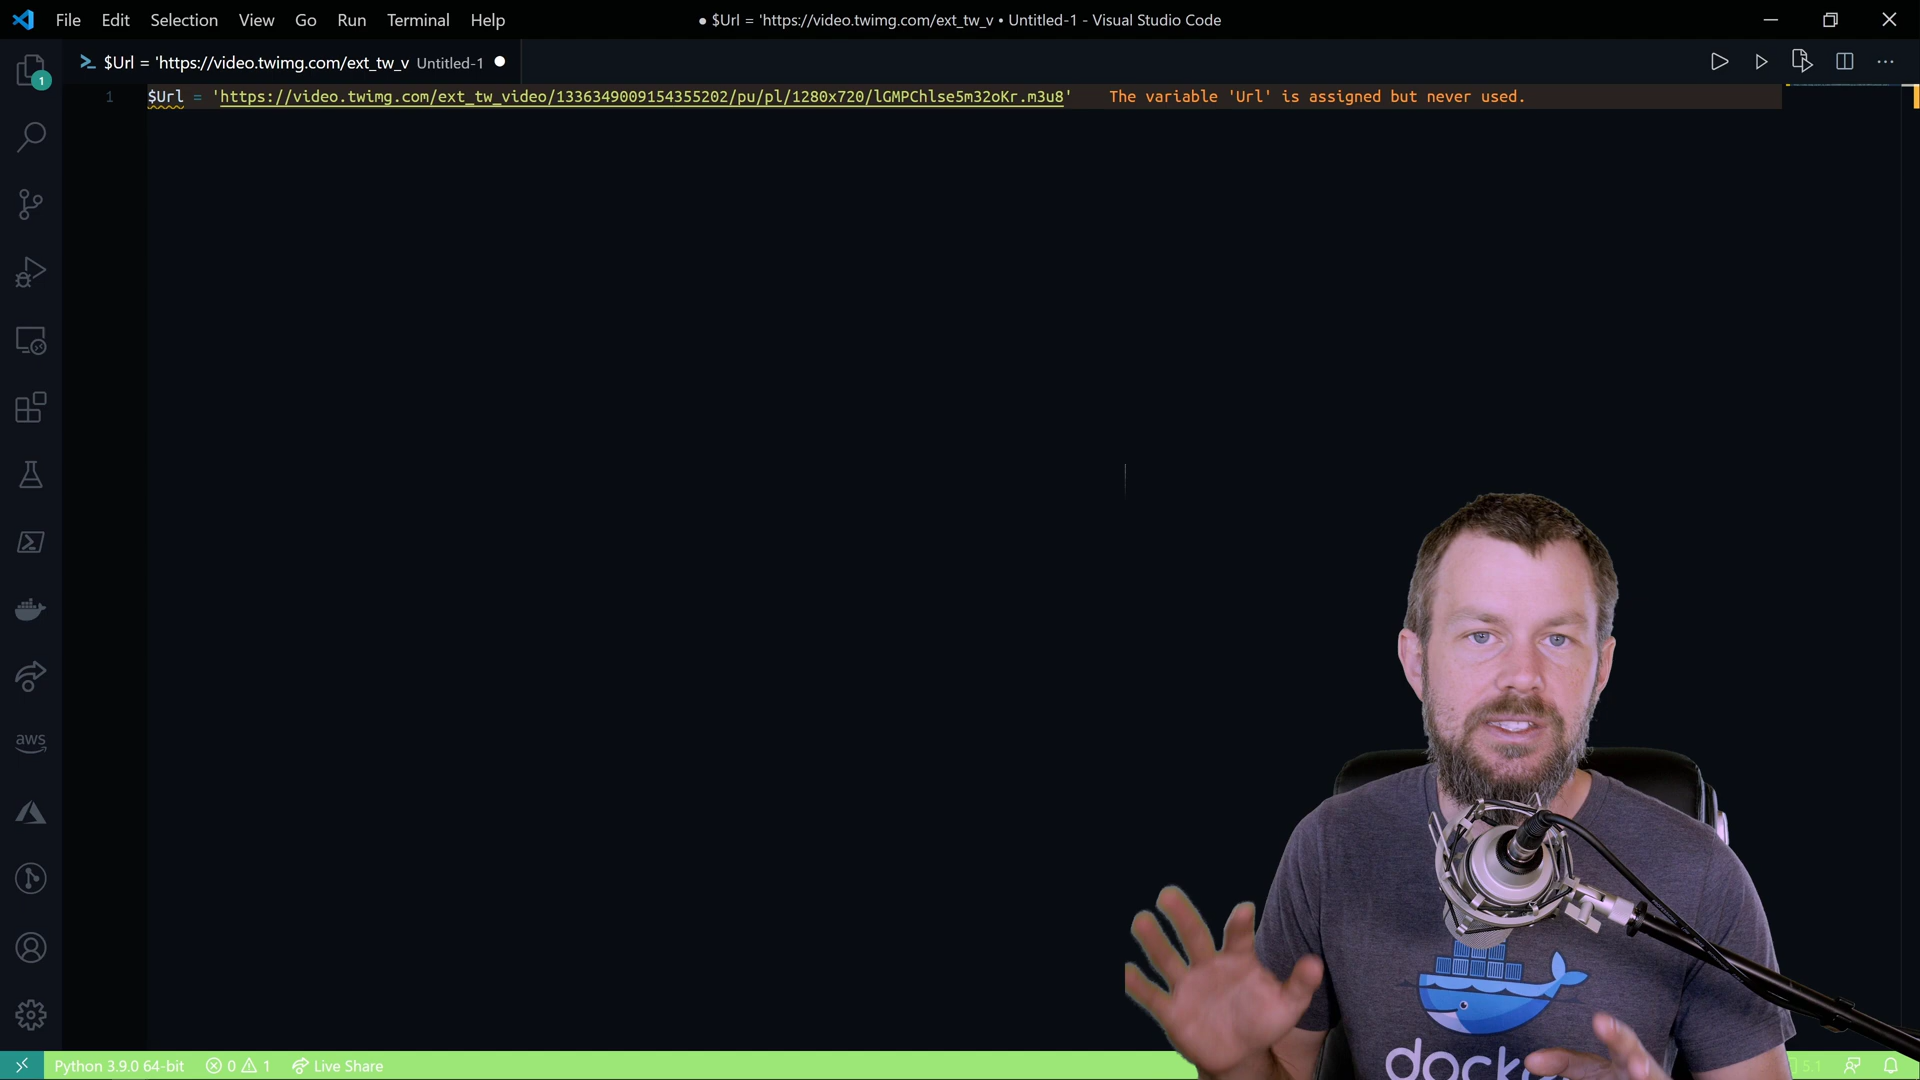 File Edit Selection View Go Run Terminal Help
● $Url = 'https://video.twimg.com/ext_tw_v • Untitled-1 - Visual Studio Code
$Url = 'https://video.twimg.com/ext_tw_v Untitled-1
1
1 $Url = 'https://video.twimg.com/ext_tw_video/1336349009154355202/pu/pl/1280x720/lGMPChlse5m32oKr.m3u8' The variable 'Url' is assigned but never used.
aws
Python 3.9.0 64-bit 0 1 Live Share 5.1